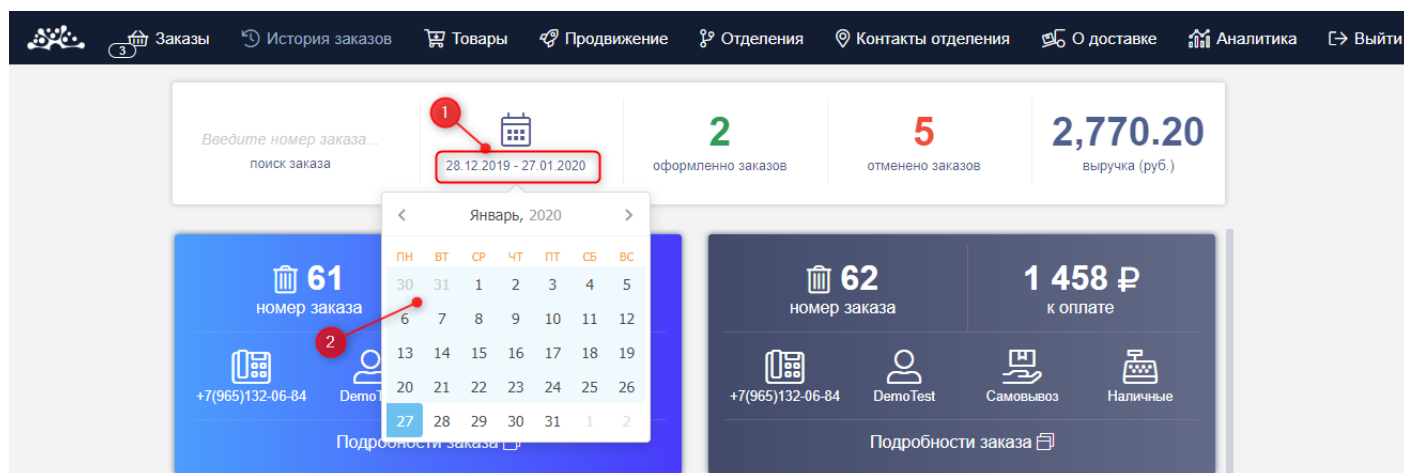 3 Заказы История заказов Товары Продвижение Отделения Контакты отделения О доставке Аналитика Выйти
1
Введите номер заказа...
поиск заказа
28.12.2019 - 27.01.2020
2
оформленно заказов
5
отменено заказов
2,770.20
выручка (руб.)
Январь, 2020
ПН ВТ СР ЧТ ПТ СБ ВС
30 31 1 2 3 4 5
6 7 8 9 10 11 12
13 14 15 16 17 18 19
20 21 22 23 24 25 26
27 28 29 30 31 1 2
2
61
номер заказа
+7(965)132-06-84
Подробности заказа
62
номер заказа
1 458 ₽
к оплате
+7(965)132-06-84 DemoTest Самовывоз Наличные
Подробности заказа